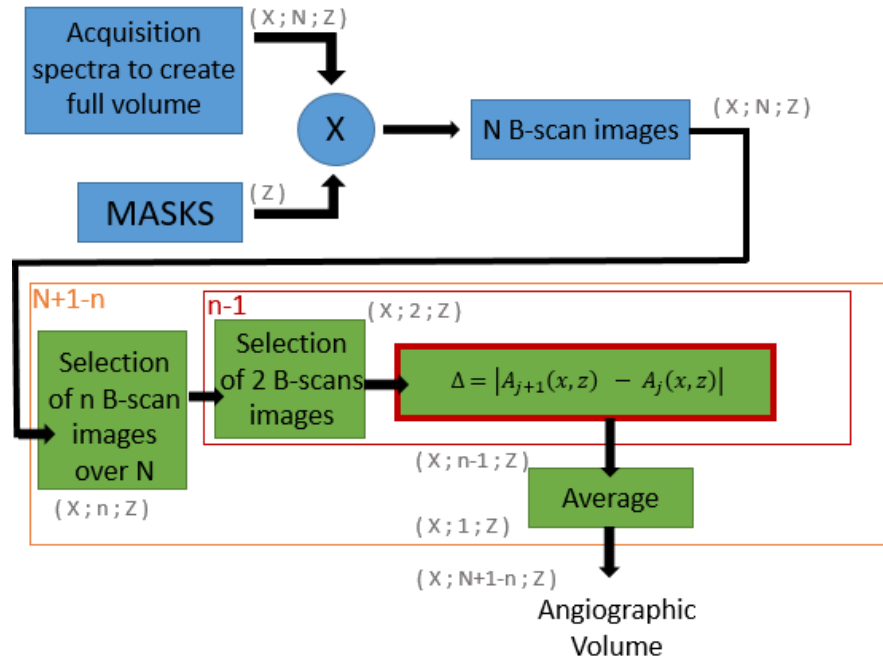 Acquisition
spectra to create
full volume
( X ; N ; Z )
X
N B-scan images
( X ; N ; Z )
MASKS
( Z )
N+1-n
n-1
( X ; 2 ; Z )
Selection
of n B-scan
images
over N
( X ; n ; Z )
Selection
of 2 B-scans
images
Δ = |A_{j+1}(x, z) − A_j(x, z)|
( X ; n-1 ; Z )
Average
( X ; 1 ; Z )
( X ; N+1-n ; Z )
Angiographic
Volume